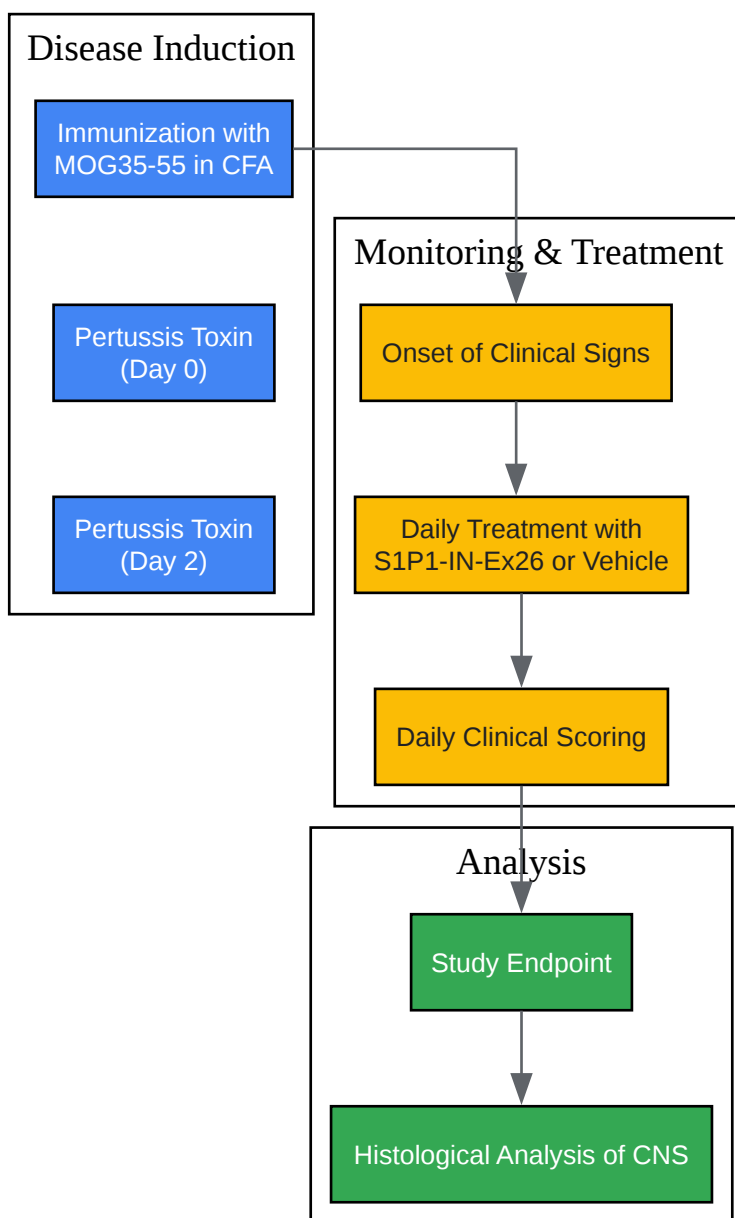 Disease Induction
Immunization with
MOG35-55 in CFA
Pertussis Toxin
(Day 0)
Pertussis Toxin
(Day 2)
Monitoring & Treatment
Onset of Clinical Signs
Daily Treatment with
S1P1-IN-Ex26 or Vehicle
Daily Clinical Scoring
Analysis
Study Endpoint
Histological Analysis of CNS